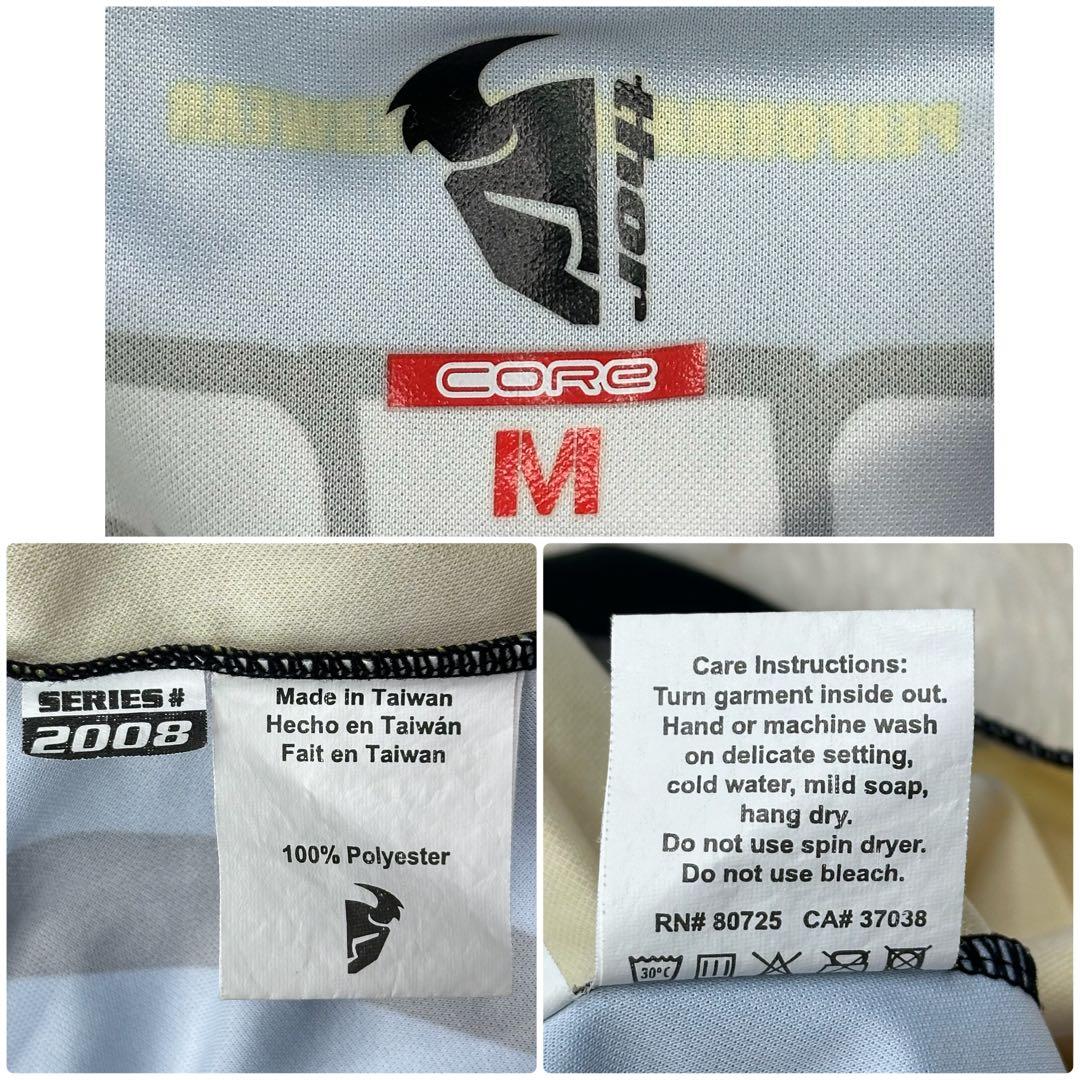 thor
CORE
M
SERIES #
2008
Made in Taiwan
Hecho en Taiwán
Fait en Taiwan
100% Polyester
Care Instructions:
Turn garment inside out.
Hand or machine wash
on delicate setting,
cold water, mild soap,
hang dry.
Do not use spin dryer.
Do not use bleach.
RN# 80725 CA# 37038
30°C